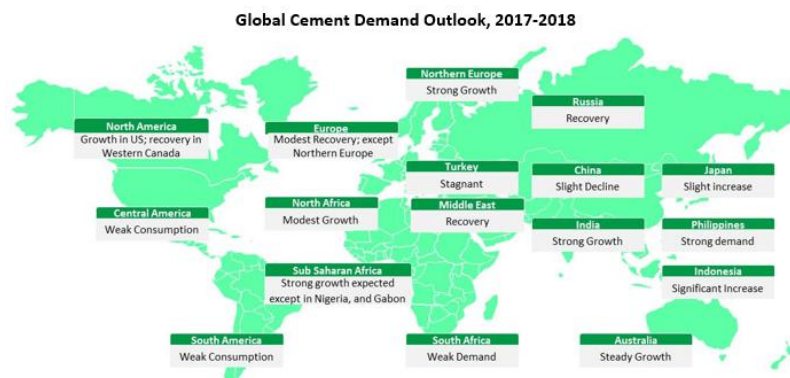 Global Cement Demand Outlook, 2017-2018
Northern Europe
Strong Growth
Russia
Recovery
North America
Growth in US; recovery in
Western Canada
Europe
Modest Recovery; except
Northern Europe
Turkey
Stagnant
China
Slight Decline
Japan
Slight increase
North Africa
Modest Growth
Middle East
Recovery
Central America
Weak Consumption
India
Strong Growth
Philippines
Strong demand
Sub Saharan Africa
Strong growth expected
except in Nigeria, and Gabon
Indonesia
Significant Increase
South America
Weak Consumption
South Africa
Weak Demand
Australia
Steady Growth